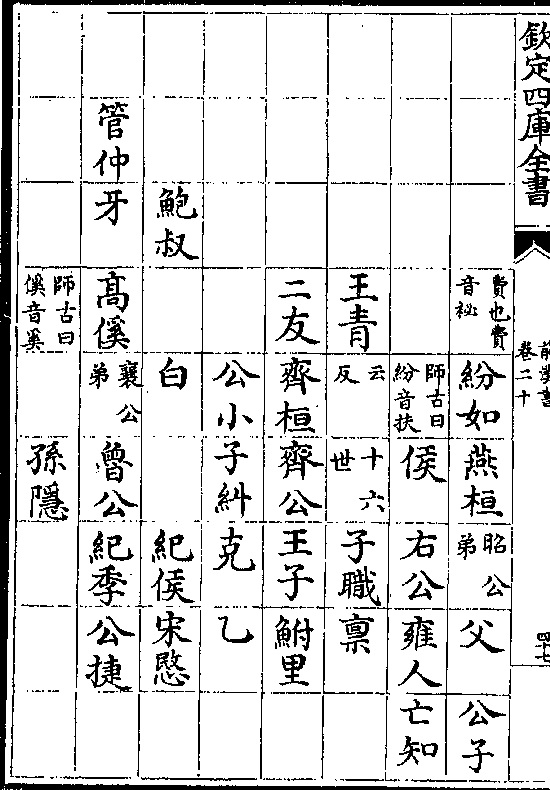 欽定四庫全書
前漢書
卷二十
四十七
費也費
音祕
紛如
燕桓
昭公
弟
父
公子
師古曰
紛音扶
侯
右公
雍人
亡知
王青
云
反
十六
世
子職
禀
二友
齊桓
齊公
王子
鮒里
公小
子糾
克
乙
鮑叔
白
紀侯
宋愍
管仲
牙
高傒
襄公
弟
魯公
紀季
公捷
師古曰
傒音奚
孫隱